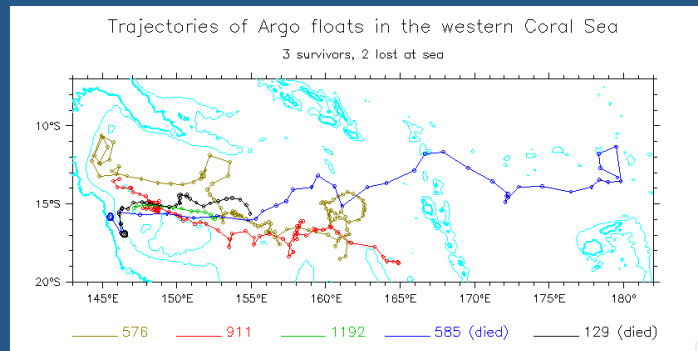 Trajectories of Argo floats in the western Coral Sea
3 survivors, 2 lost at sea
10°S
15°S
20°S
145°E 150°E 155°E 160°E 165°E 170°E 175°E 180°
576 911 1192 585 (died) 129 (died)